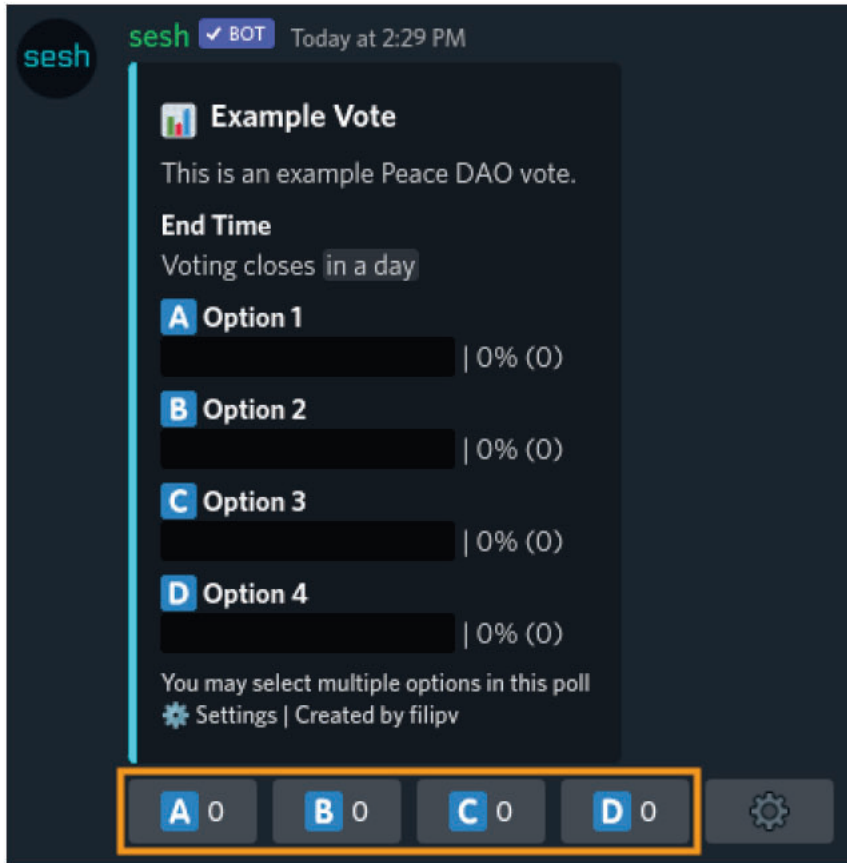 sesh
sesh ✓ BOT Today at 2:29 PM
Example Vote
This is an example Peace DAO vote.
End Time
Voting closes in a day
A Option 1
| 0% (0)
B Option 2
| 0% (0)
C Option 3
| 0% (0)
D Option 4
| 0% (0)
You may select multiple options in this poll
Settings | Created by filipv
A 0 B 0 C 0 D 0